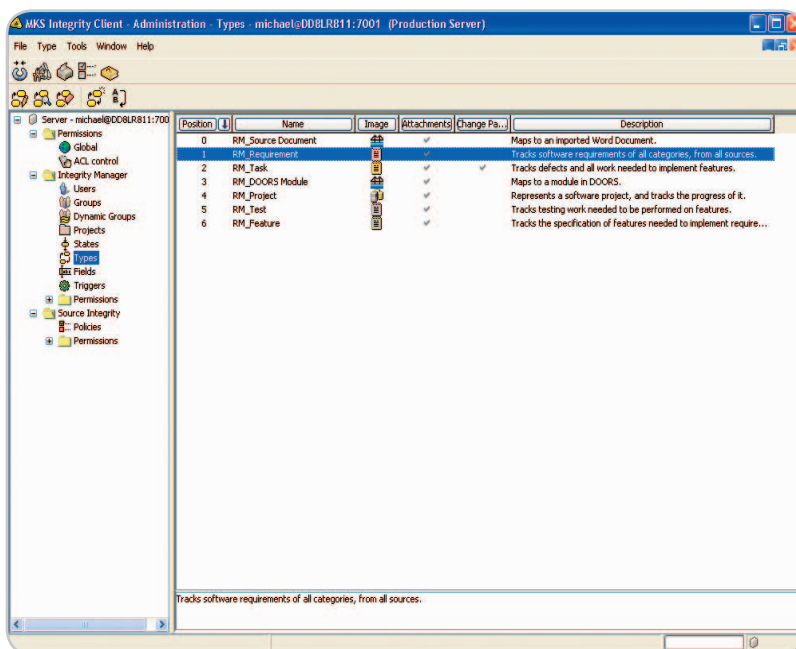 MKS Integrity Client - Administration - Types - michael@DD8LR811:7001 (Production Server)
File Type Tools Window Help
Server - michael@DD8LR811:700
Permissions
Global
ACL control
Integrity Manager
Users
Groups
Dynamic Groups
Projects
States
Types
Fields
Triggers
Permissions
Source Integrity
Policies
Permissions
Position Name Image Attachments Change Pa... Description
0 RM_Source Document Maps to an imported Word Document.
1 RM_Requirement Tracks software requirements of all categories, from all sources.
2 RM_Task Tracks defects and all work needed to implement features.
3 RM_DOORS Module Maps to a module in DOORS.
4 RM_Project Represents a software project, and tracks the progress of it.
5 RM_Test Tracks testing work needed to be performed on features.
6 RM_Feature Tracks the specification of features needed to implement require...
Tracks software requirements of all categories, from all sources.